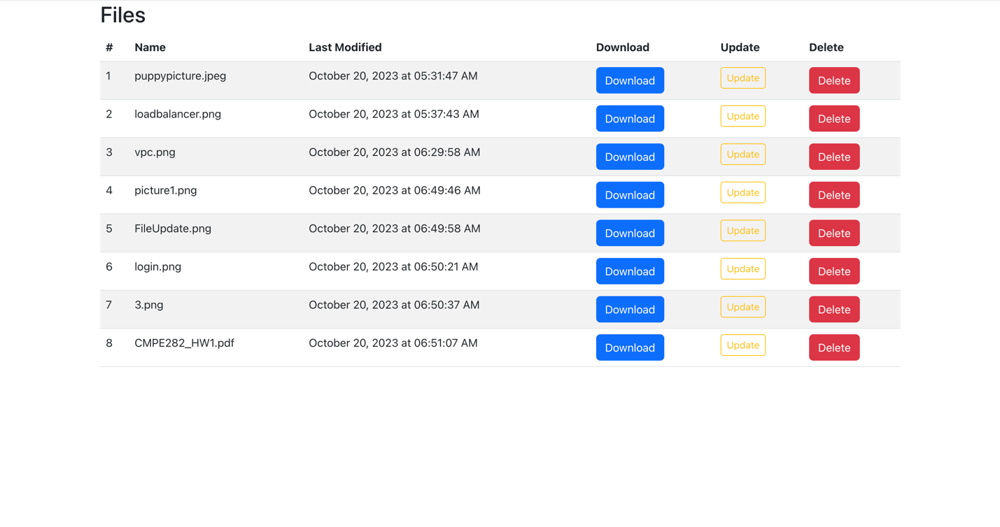 Files
# Name Last Modified Download Update Delete
1 puppypicture.jpeg October 20, 2023 at 05:31:47 AM Download Update Delete
2 loadbalancer.png October 20, 2023 at 05:37:43 AM Download Update Delete
3 vpc.png October 20, 2023 at 06:29:58 AM Download Update Delete
4 picture1.png October 20, 2023 at 06:49:46 AM Download Update Delete
5 FileUpdate.png October 20, 2023 at 06:49:58 AM Download Update Delete
6 login.png October 20, 2023 at 06:50:21 AM Download Update Delete
7 3.png October 20, 2023 at 06:50:37 AM Download Update Delete
8 CMPE282_HW1.pdf October 20, 2023 at 06:51:07 AM Download Update Delete